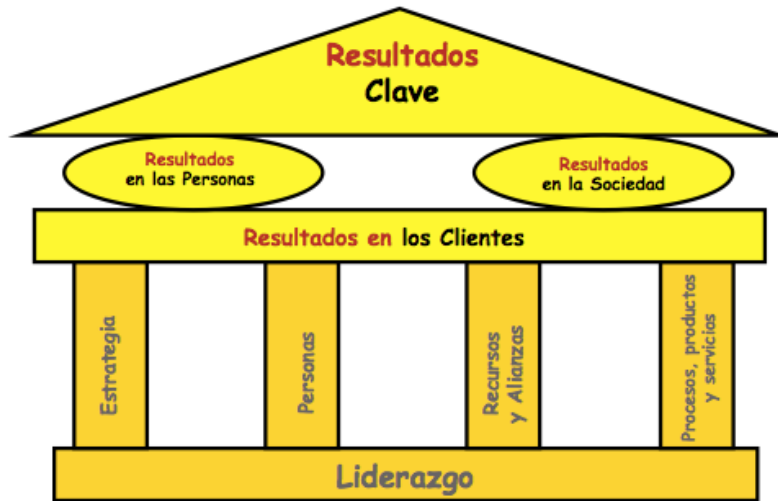 Resultados
Clave
Resultados
en las Personas
Resultados
en la Sociedad
Resultados en los Clientes
Estrategia
Personas
Recursos
y Alianzas
Procesos, productos
y servicios
Liderazgo